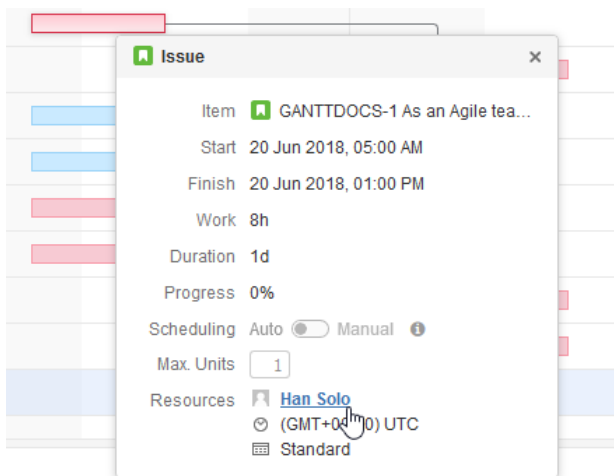 Issue
Item GANTTDOCS-1 As an Agile tea...
Start 20 Jun 2018, 05:00 AM
Finish 20 Jun 2018, 01:00 PM
Work 8h
Duration 1d
Progress 0%
Scheduling Auto Manual
Max. Units 1
Resources Han Solo
UTC
Standard